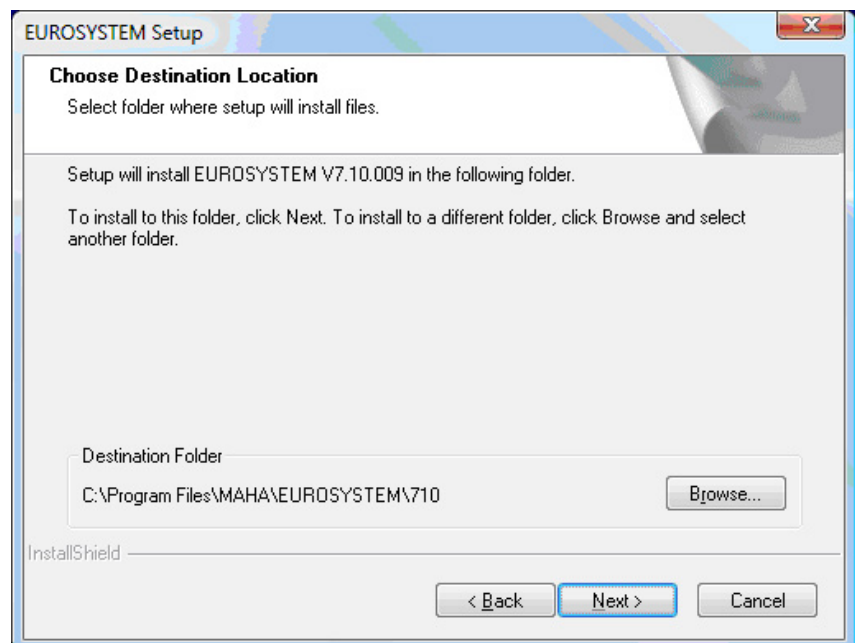 EUROSYSTEM Setup
Choose Destination Location
Select folder where setup will install files.
Setup will install EUROSYSTEM V7.10.009 in the following folder.
To install to this folder, click Next. To install to a different folder, click Browse and select
another folder.
Destination Folder
C:\Program Files\MAHA\EUROSYSTEM\710
Browse...
InstallShield
< Back
Next >
Cancel